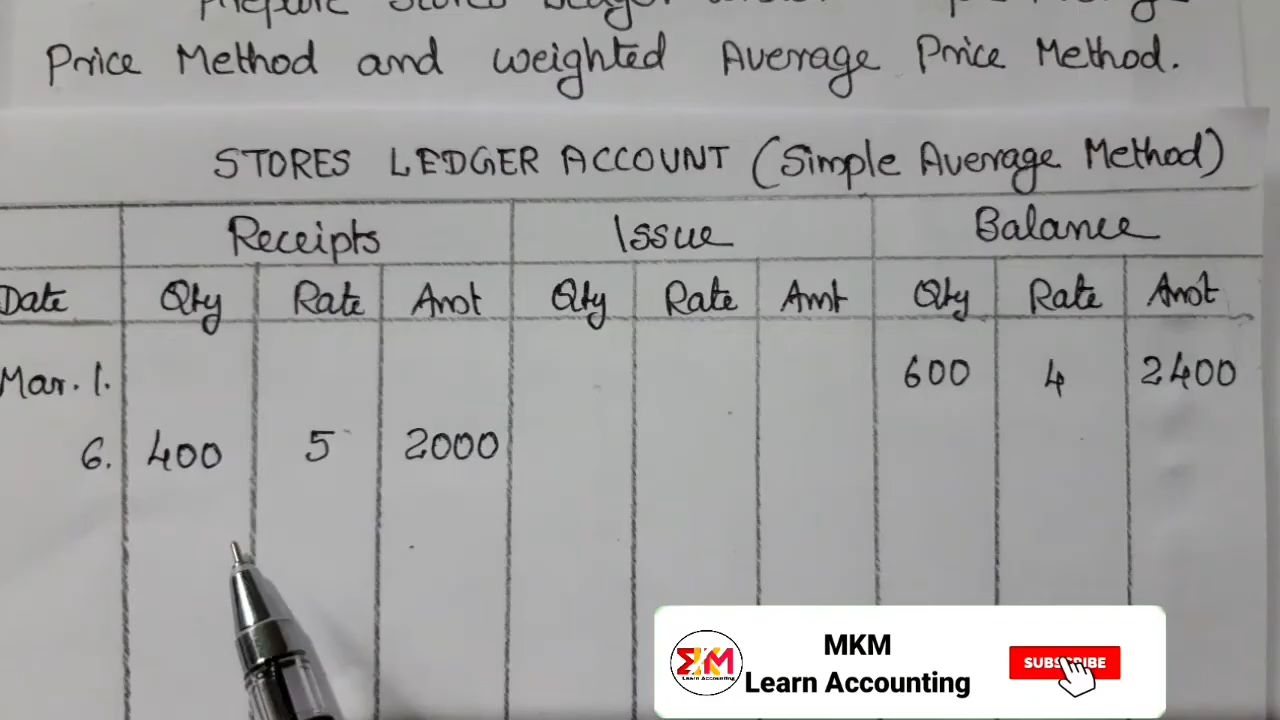 Prepare Stores
Price Method and weighted Average Price Method.
STORES LEDGER ACCOUNT (Simple Average Method)
Receipts Issue Balance
Date Qty Rate Amt Qty Rate Amt Qty Rate Amt
Mar. 1. 600 4 2400
6. 400 5 2000
MKM
Learn Accounting
SUBSCRIBE